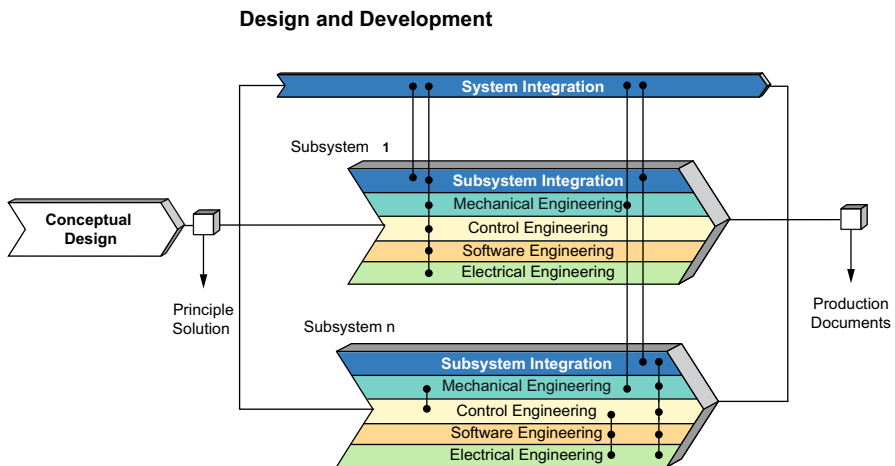 Design and Development
System Integration
Subsystem 1
Subsystem Integration
Mechanical Engineering
Control Engineering
Software Engineering
Electrical Engineering
Conceptual
Design
Principle
Solution
Production
Documents
Subsystem n
Subsystem Integration
Mechanical Engineering
Control Engineering
Software Engineering
Electrical Engineering